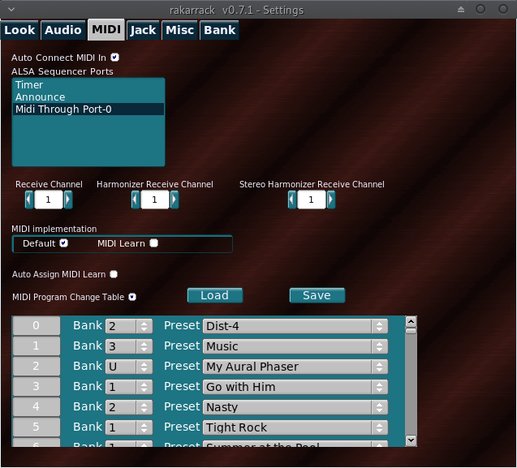 rakarrack v0.7.1 - Settings
Look Audio MIDI Jack Misc Bank
Auto Connect MIDI In
ALSA Sequencer Ports
Timer
Announce
Midi Through Port-0
Receive Channel Harmonizer Receive Channel Stereo Harmonizer Receive Channel
1 1 1
MIDI implementation
Default MIDI Learn
Auto Assign MIDI Learn
MIDI Program Change Table Load Save
0 Bank 2 Preset Dist-4
1 Bank 3 Preset Music
2 Bank U Preset My Aural Phaser
3 Bank 1 Preset Go with Him
4 Bank 2 Preset Nasty
5 Bank 1 Preset Tight Rock
6 Bank 1 Preset Summer at the Pool